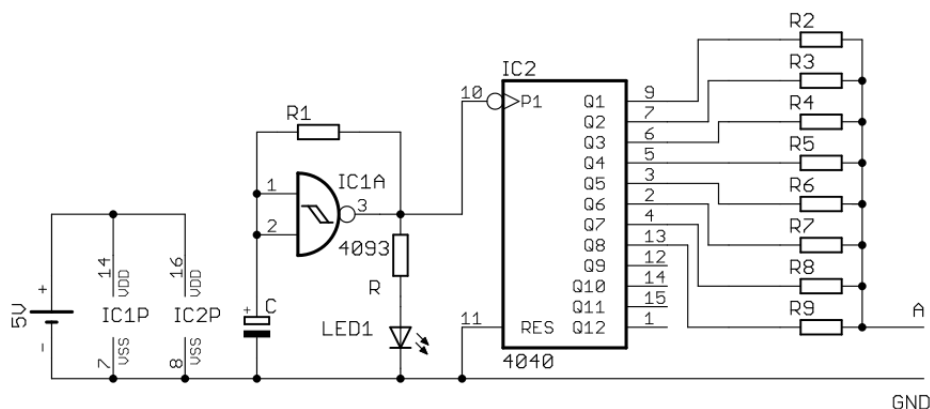 R2
R3
R4
R5
R6
R7
R8
R9
IC2
10
P1
Q1
Q2
Q3
Q4
Q5
Q6
Q7
Q8
Q9
Q10
Q11
Q12
9
7
6
5
3
2
4
13
12
14
15
1
11
RES
4040
R1
1
2
IC1A
3
4093
R
LED1
+
C
5V
+
-
14
VDD
16
VDD
IC1P
IC2P
7
VSS
8
VSS
A
GND